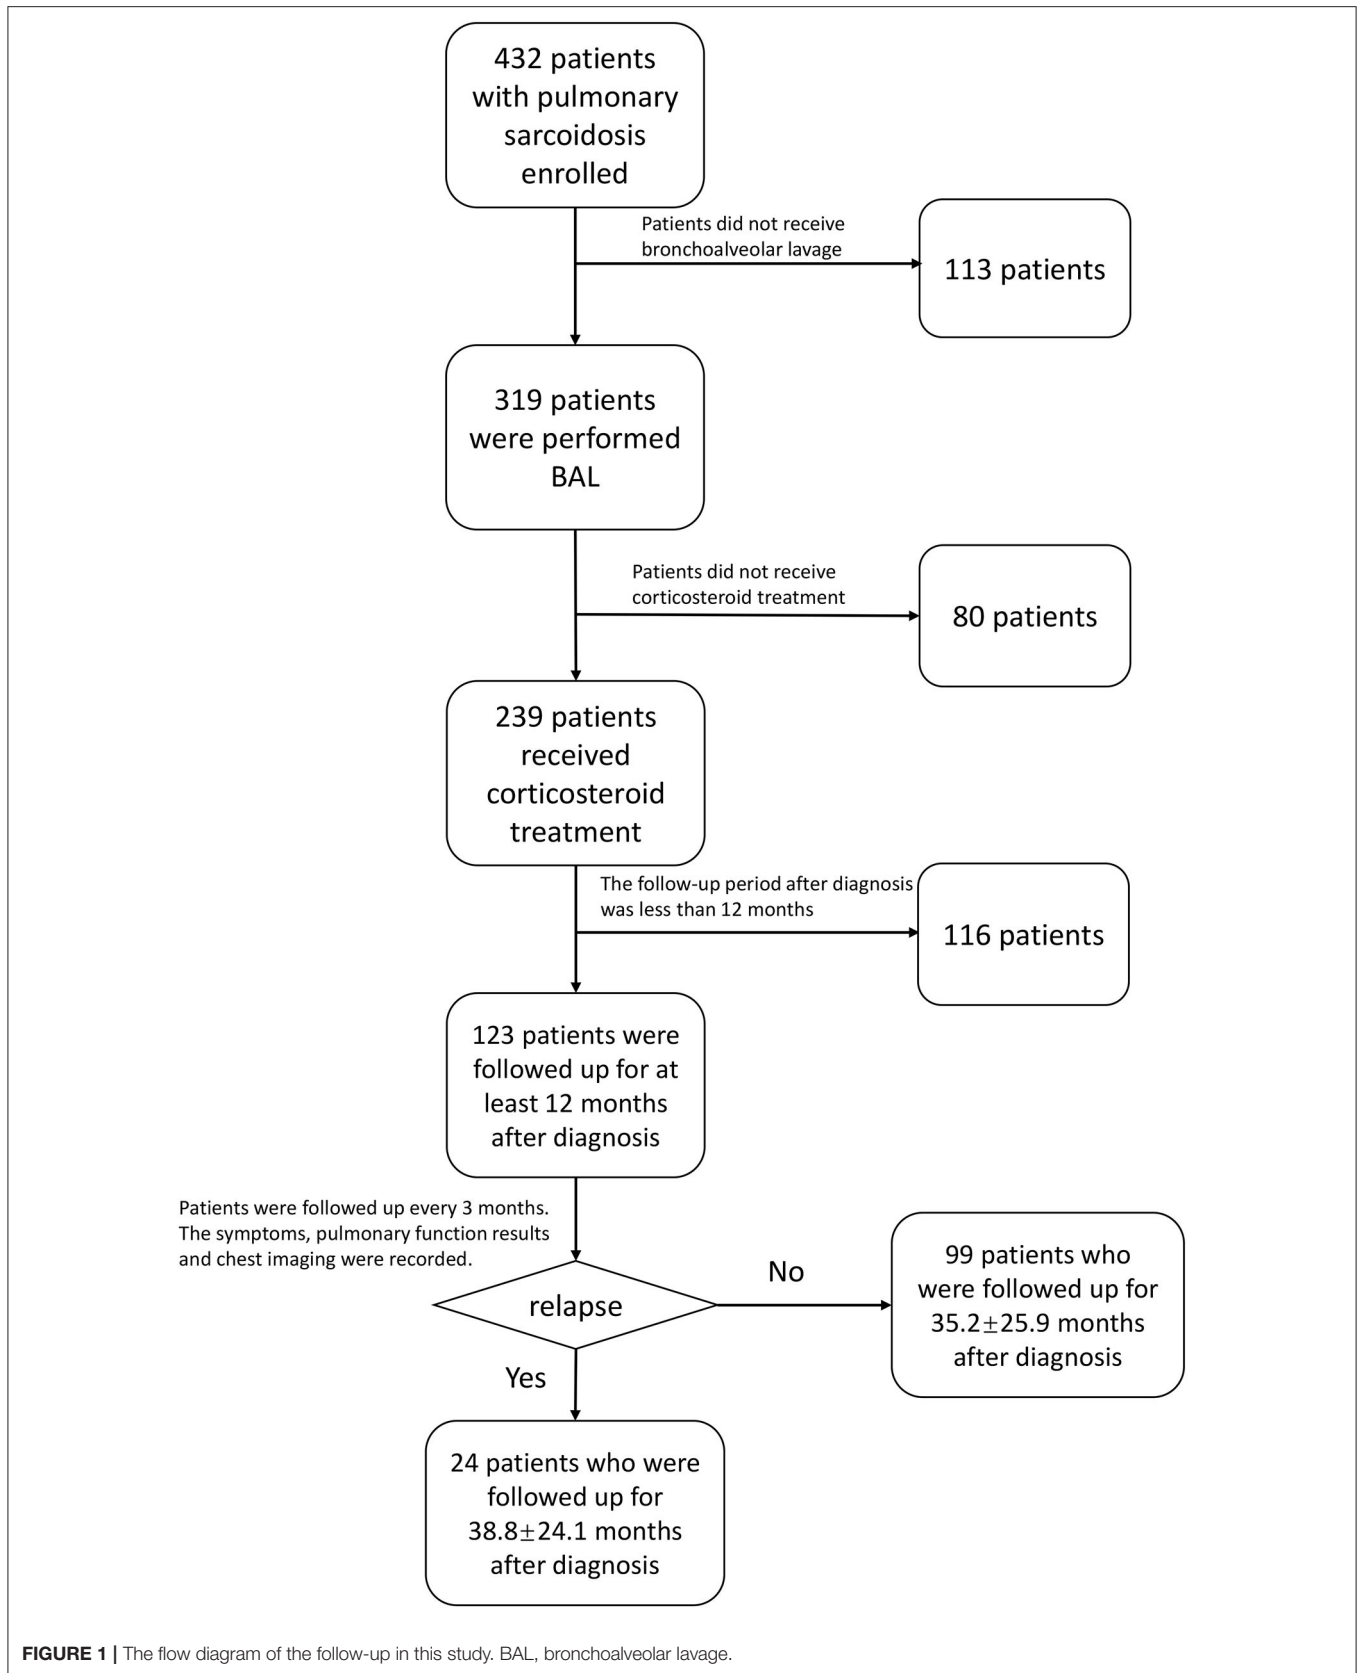 432 patients
with pulmonary
sarcoidosis
enrolled
Patients did not receive
bronchoalveolar lavage
113 patients
319 patients
were performed
BAL
Patients did not receive
corticosteroid treatment
80 patients
239 patients
received
corticosteroid
treatment
The follow-up period after diagnosis
was less than 12 months
116 patients
123 patients were
followed up for at
least 12 months
after diagnosis
Patients were followed up every 3 months.
The symptoms, pulmonary function results
and chest imaging were recorded.
relapse
No
99 patients who
were followed up for
35.2±25.9 months
after diagnosis
Yes
24 patients who were
followed up for
38.8±24.1 months
after diagnosis
FIGURE 1 | The flow diagram of the follow-up in this study. BAL, bronchoalveolar lavage.